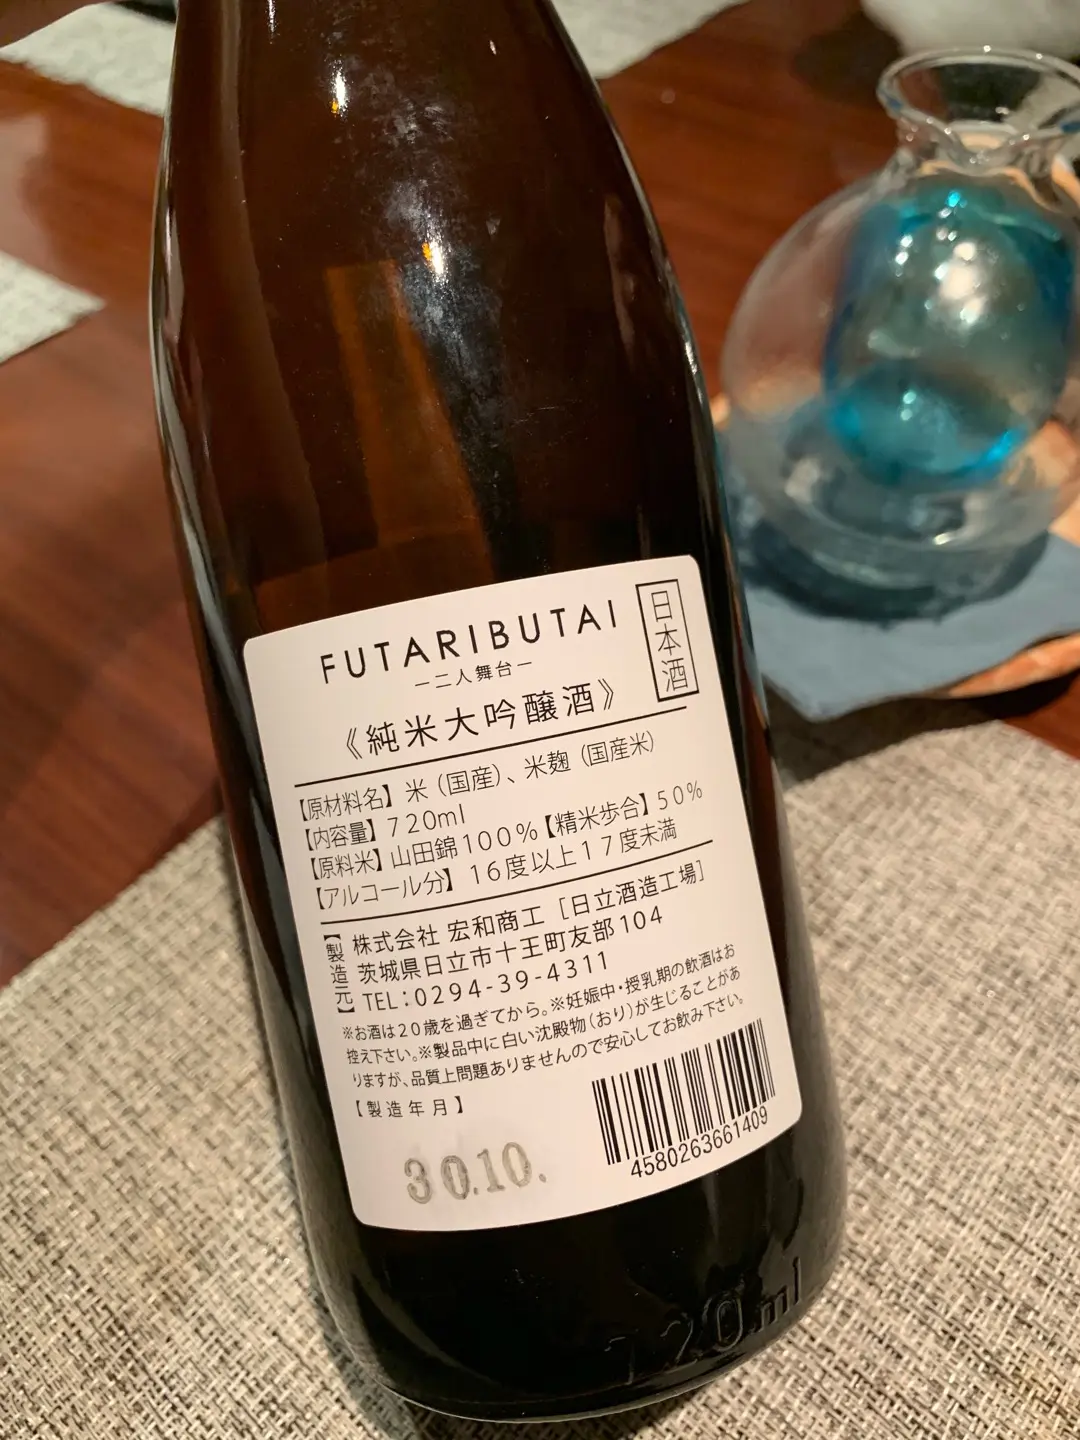 FUTARIBUTAI
ー二人舞台ー
日本酒
《純米大吟醸酒》
【原材料名】米（国産）、米麹（国産米）
【内容量】720ml
【原料米】山田錦100%【精米歩合】50%
【アルコール分】16度以上17度未満
【製造元】
株式会社 宏和商工［日立酒造工場］
茨城県日立市十王町友部104
TEL:0294-39-4311
※お酒は20歳を過ぎてから。※妊娠中・授乳期の飲酒はお
控え下さい。※製品中に白い沈殿物（おり）が生じることがあ
りますが、品質上問題ありませんので安心してお飲み下さい。
【製造年月】
30.10.
4580263661409
720ml